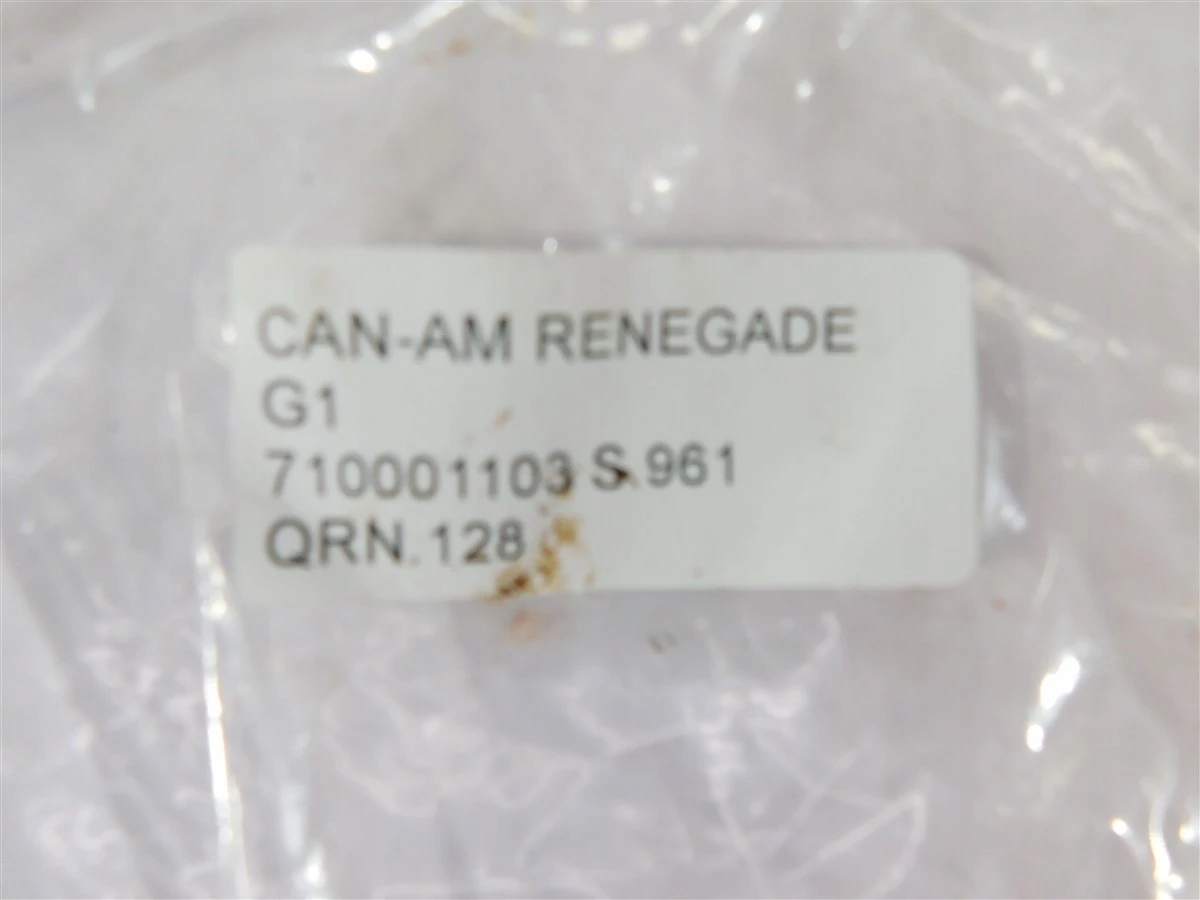 CAN-AM RENEGADE
G1
710001103 S.961
QRN.128